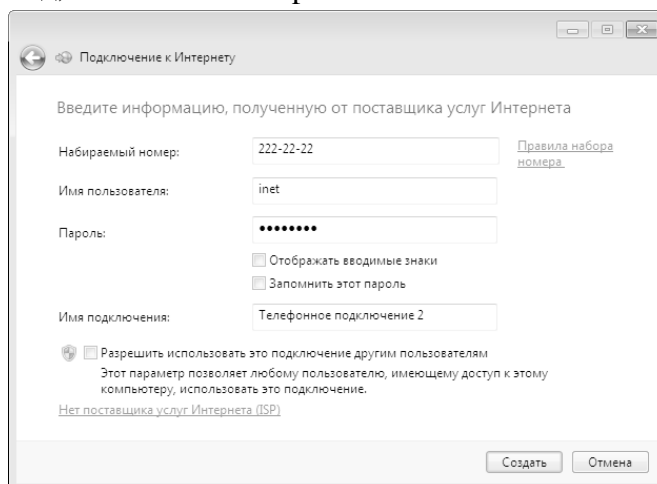 Подключение к Интернету
Введите информацию, полученную от поставщика услуг Интернета
Набираемый номер:
222-22-22
Правила набора
номера
Имя пользователя:
inet
Пароль:
••••••••
Отображать вводимые знаки
Запомнить этот пароль
Имя подключения:
Телефонное подключение 2
Разрешить использовать это подключение другим пользователям
Этот параметр позволяет любому пользователю, имеющему доступ к этому
компьютеру, использовать это подключение.
Нет поставщика услуг Интернета (ISP)
Создать
Отмена